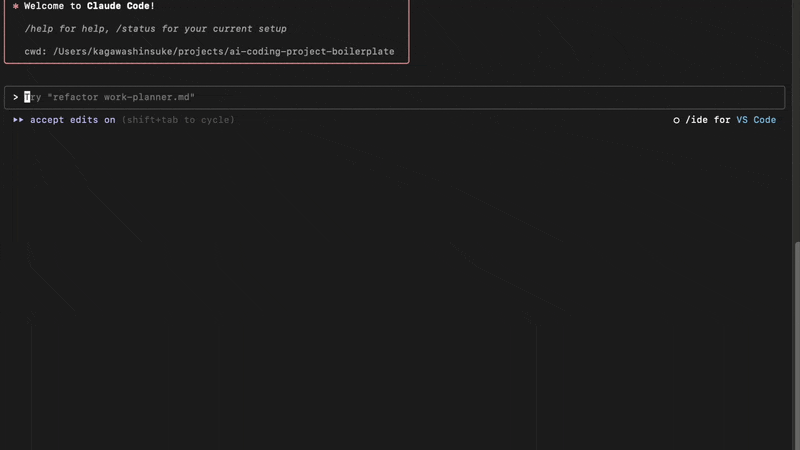 ✻ Welcome to Claude Code!
/help for help, /status for your current setup
cwd: /Users/kagawashinsuke/projects/ai-coding-project-boilerplate
> Try "refactor work-planner.md"
⏵⏵ accept edits on (shift+tab to cycle)
◯ /ide for VS Code